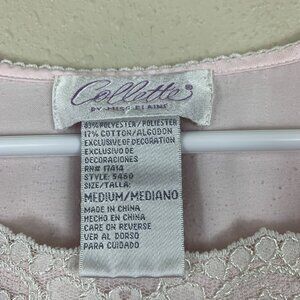 Collette
BY MISS ELAINE
83% POLYESTER/POLIESTER
17% COTTON/ALGODON
EXCLUSIVE OF DECORATION
EXCLUSIVO DE
DECORACIONES
RN# 17414
STYLE: 5460
SIZE/TALLA:
MEDIUM/MEDIANO
MADE IN CHINA
HECHO EN CHINA
CARE ON REVERSE
VER AL DORSO
PARA CUIDADO